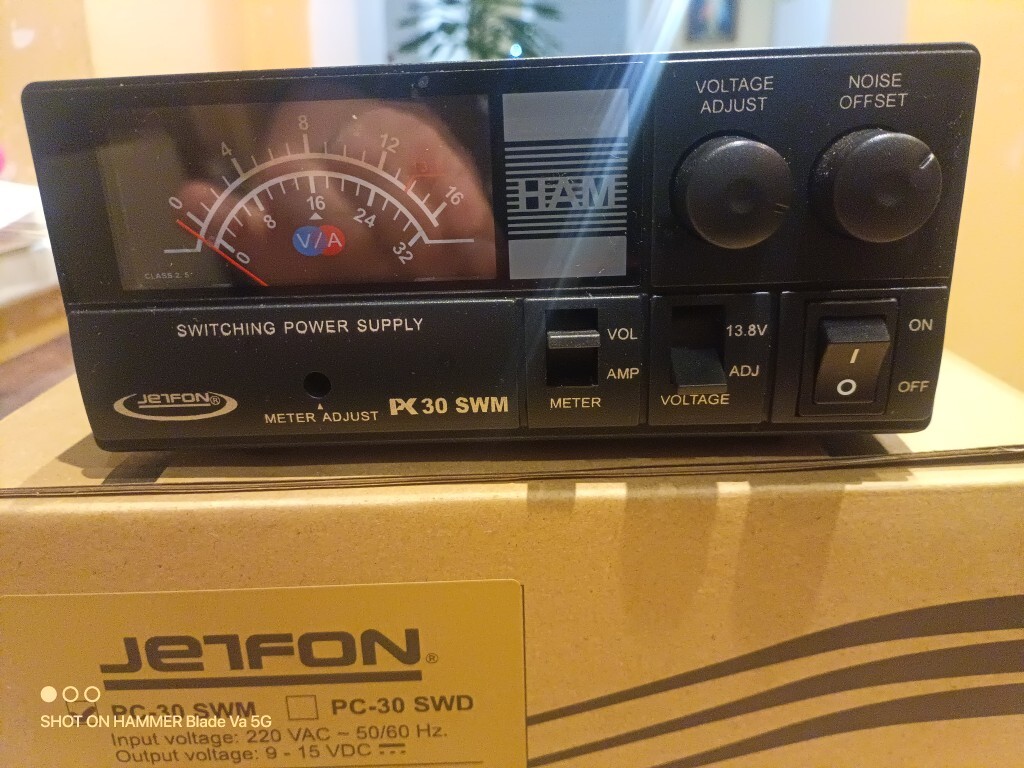 VOLTAGE
ADJUST
NOISE
OFFSET
0 4 8 12 16
0 8 16 24 32
V/A
CLASS 2.5
HAM
SWITCHING POWER SUPPLY
JETFON®
METER ADJUST
PC 30 SWM
VOL
AMP
METER
13.8V
ADJ
VOLTAGE
ON
I
O
OFF
JETFON®
PC-30 SWM PC-30 SWD
Input voltage: 220 VAC ~ 50/60 Hz.
Output voltage: 9 - 15 VDC
SHOT ON HAMMER Blade Va 5G